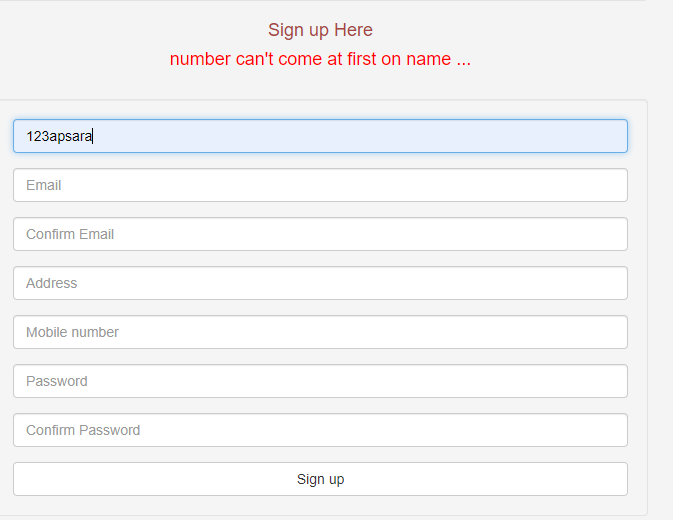 Sign up Here
number can't come at first on name ...
123apsara
Email
Confirm Email
Address
Mobile number
Password
Confirm Password
Sign up